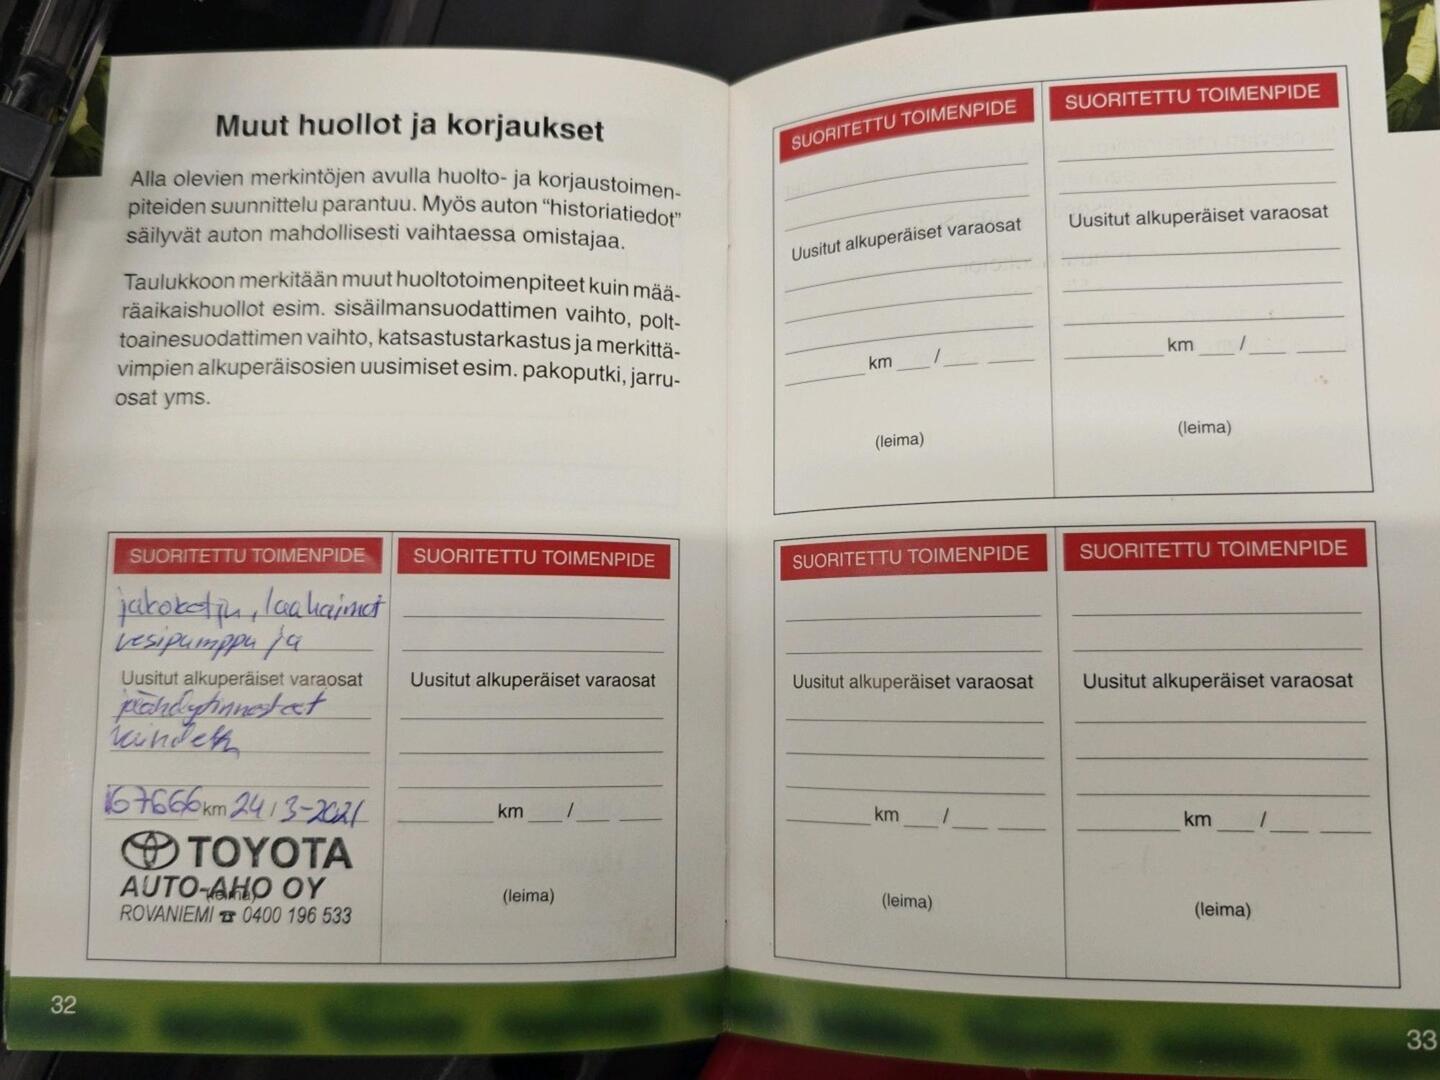 Muut huollot ja korjaukset
Alla olevien merkintöjen avulla huolto- ja korjaustoimen-
piteiden suunnittelu parantuu. Myös auton “historiatiedot”
säilyvät auton mahdollisesti vaihtaessa omistajaa.
Taulukkoon merkitään muut huoltotoimenpiteet kuin mää-
räaikaishuollot esim. sisäilmansuodattimen vaihto, polt-
toainesuodattimen vaihto, katsastustarkastus ja merkittä-
vimpien alkuperäisosien uusimiset esim. pakoputki, jarru-
osat yms.
SUORITETTU TOIMENPIDE
jakoketju, laahaimet
vesipumppu ja
Uusitut alkuperäiset varaosat
jäähdytinnesteet
vaihdettu
167666 km 24 / 3-2021
TOYOTA
AUTO-AHO OY
(leima)
ROVANIEMI ☎ 0400 196 533
SUORITETTU TOIMENPIDE
Uusitut alkuperäiset varaosat
km /
(leima)
32
SUORITETTU TOIMENPIDE
Uusitut alkuperäiset varaosat
km /
(leima)
SUORITETTU TOIMENPIDE
Uusitut alkuperäiset varaosat
km /
(leima)
SUORITETTU TOIMENPIDE
Uusitut alkuperäiset varaosat
km /
(leima)
SUORITETTU TOIMENPIDE
Uusitut alkuperäiset varaosat
km /
(leima)
33